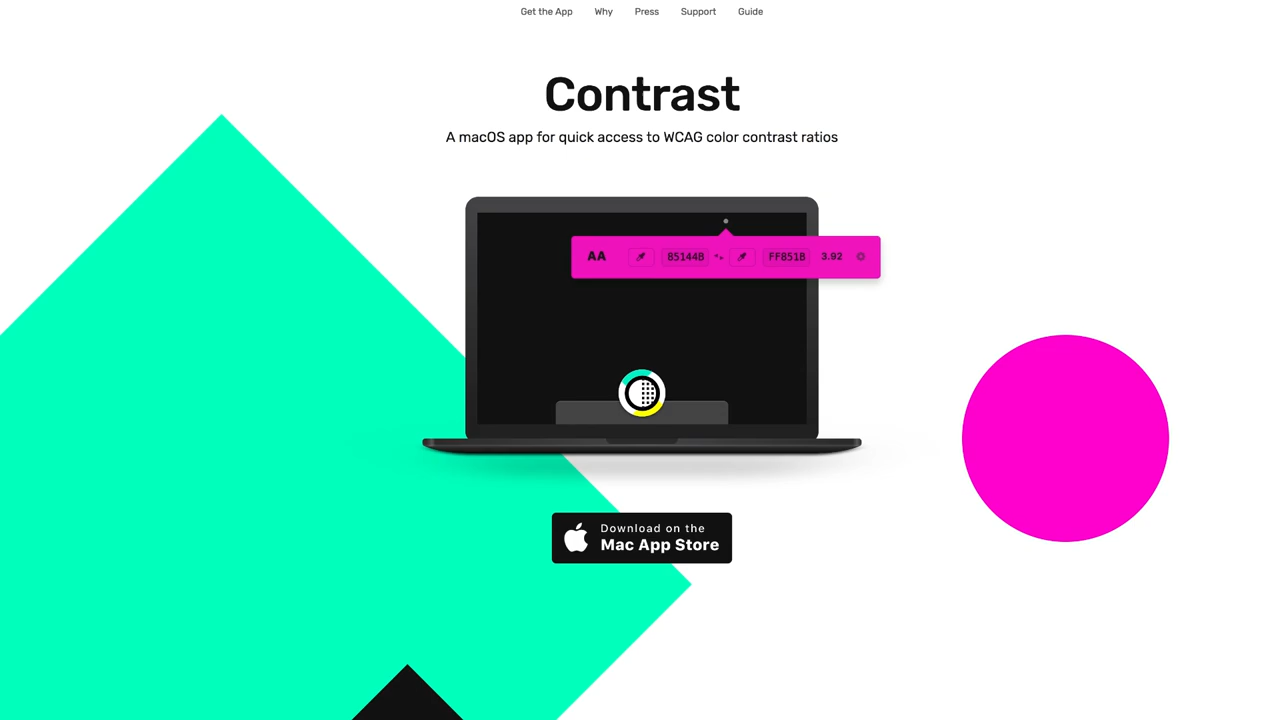 Get the App Why Press Support Guide
Contrast
A macOS app for quick access to WCAG color contrast ratios
AA 85144B FF851B 3.92
Download on the
Mac App Store